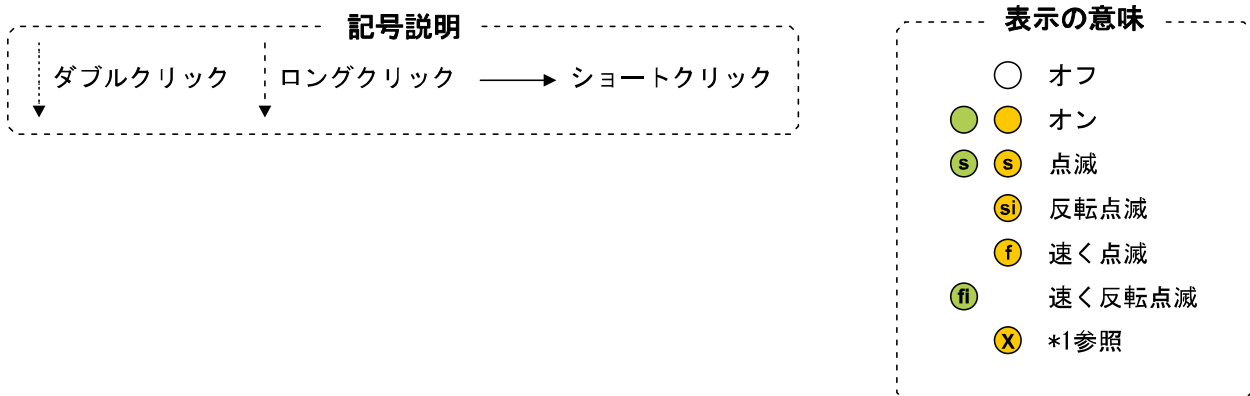 記号説明
ダブルクリック ロングクリック ショートクリック
表示の意味
オフ
オン
s s 点滅
si 反転点滅
f 速く点滅
fi 速く反転点滅
X *1参照